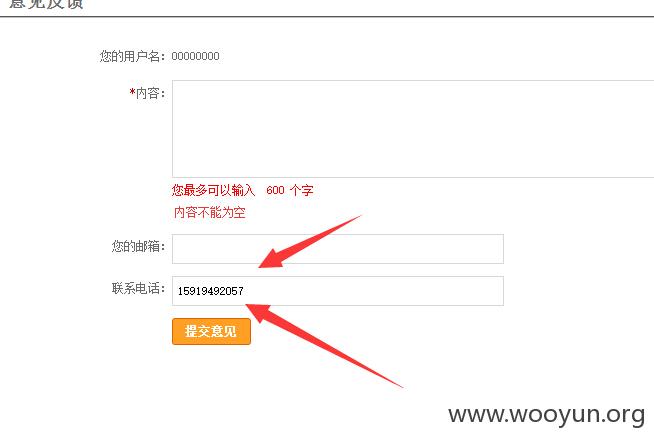 意见反馈
您的用户名：00000000
*内容：
您最多可以输入 600 个字
内容不能为空
您的邮箱：
联系电话：15919492057
提交意见
www.wooyun.org